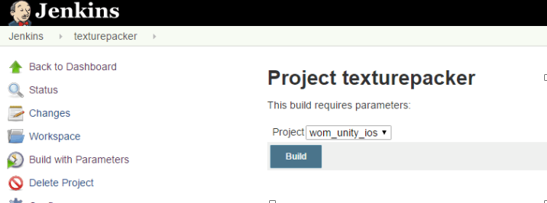 Jenkins
Jenkins texturepacker
Back to Dashboard
Status
Changes
Workspace
Build with Parameters
Delete Project
Project texturepacker
This build requires parameters:
Project wom_unity_ios
Build